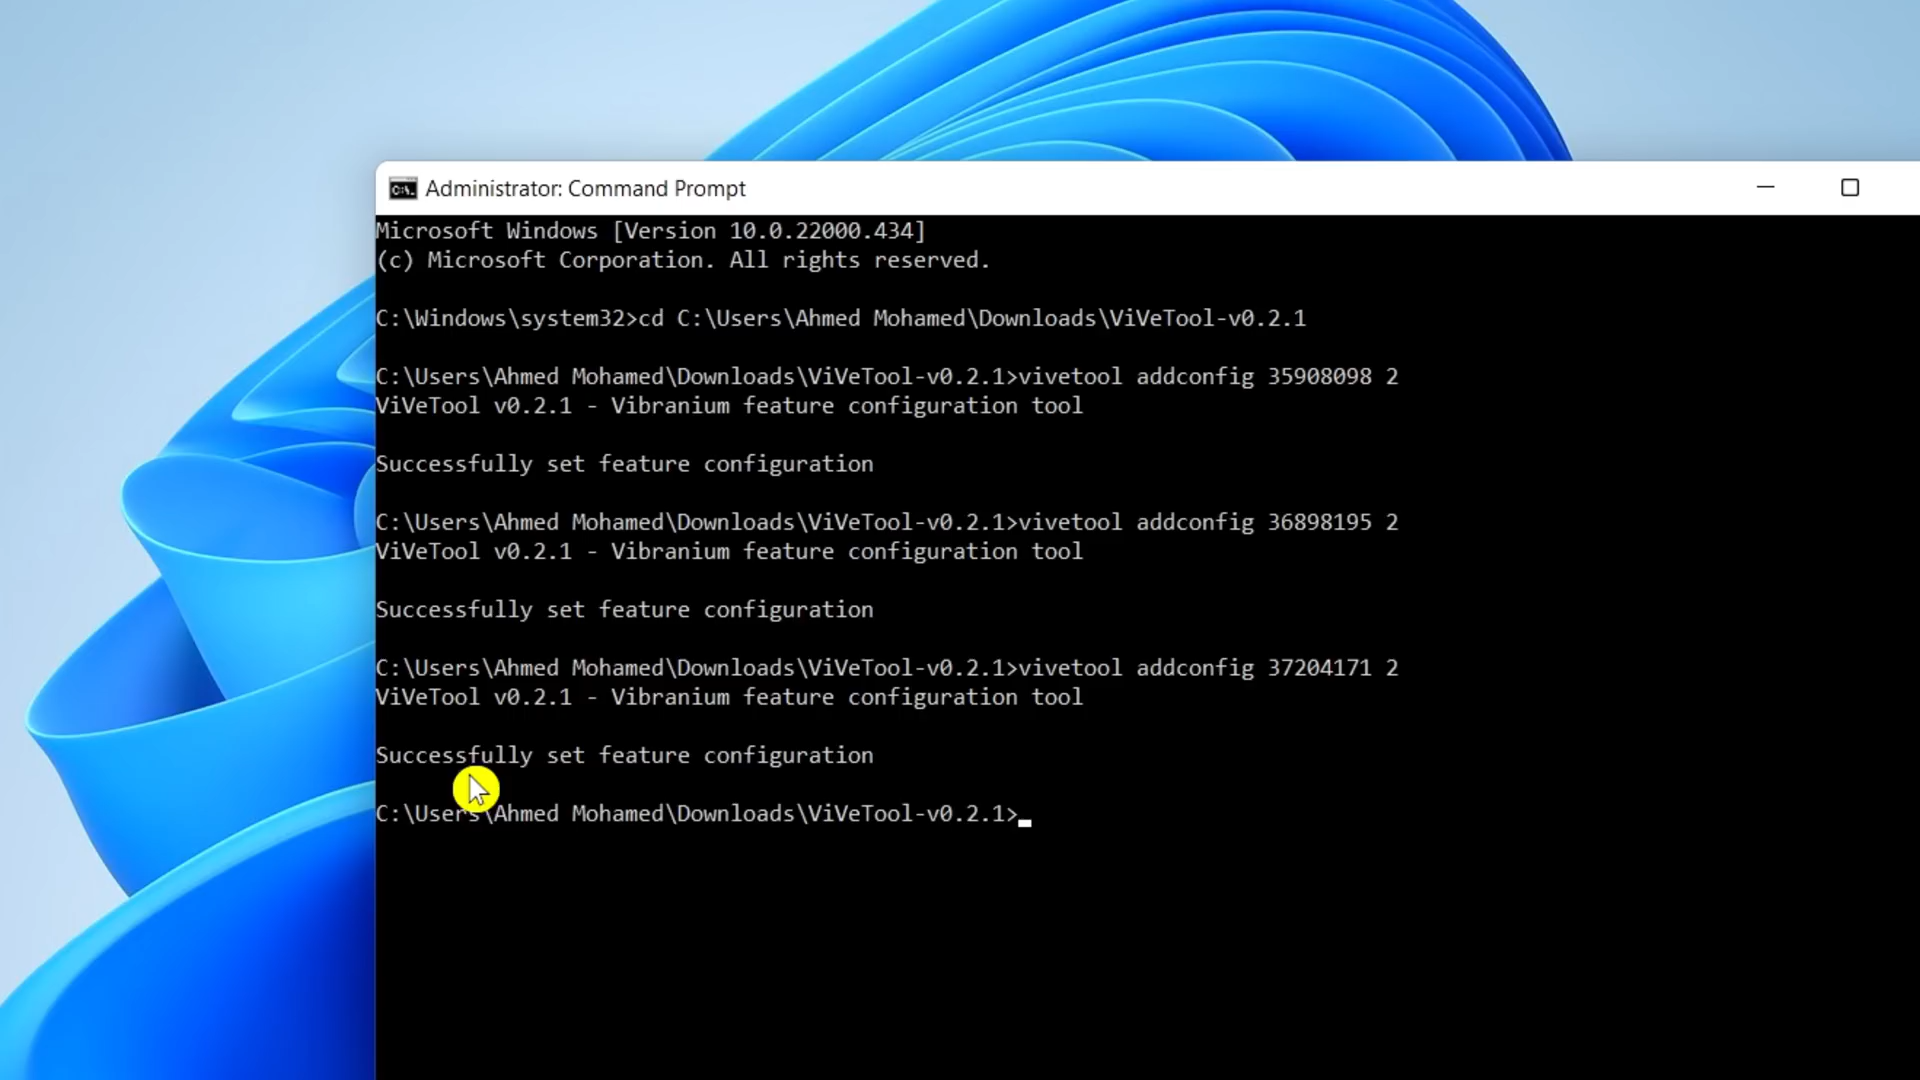 Administrator: Command Prompt
Microsoft Windows [Version 10.0.22000.434]
(c) Microsoft Corporation. All rights reserved.
C:\Windows\system32>cd C:\Users\Ahmed Mohamed\Downloads\ViVeTool-v0.2.1
C:\Users\Ahmed Mohamed\Downloads\ViVeTool-v0.2.1>vivetool addconfig 35908098 2
ViVeTool v0.2.1 - Vibranium feature configuration tool
Successfully set feature configuration
C:\Users\Ahmed Mohamed\Downloads\ViVeTool-v0.2.1>vivetool addconfig 36898195 2
ViVeTool v0.2.1 - Vibranium feature configuration tool
Successfully set feature configuration
C:\Users\Ahmed Mohamed\Downloads\ViVeTool-v0.2.1>vivetool addconfig 37204171 2
ViVeTool v0.2.1 - Vibranium feature configuration tool
Successfully set feature configuration
C:\Users\Ahmed Mohamed\Downloads\ViVeTool-v0.2.1>